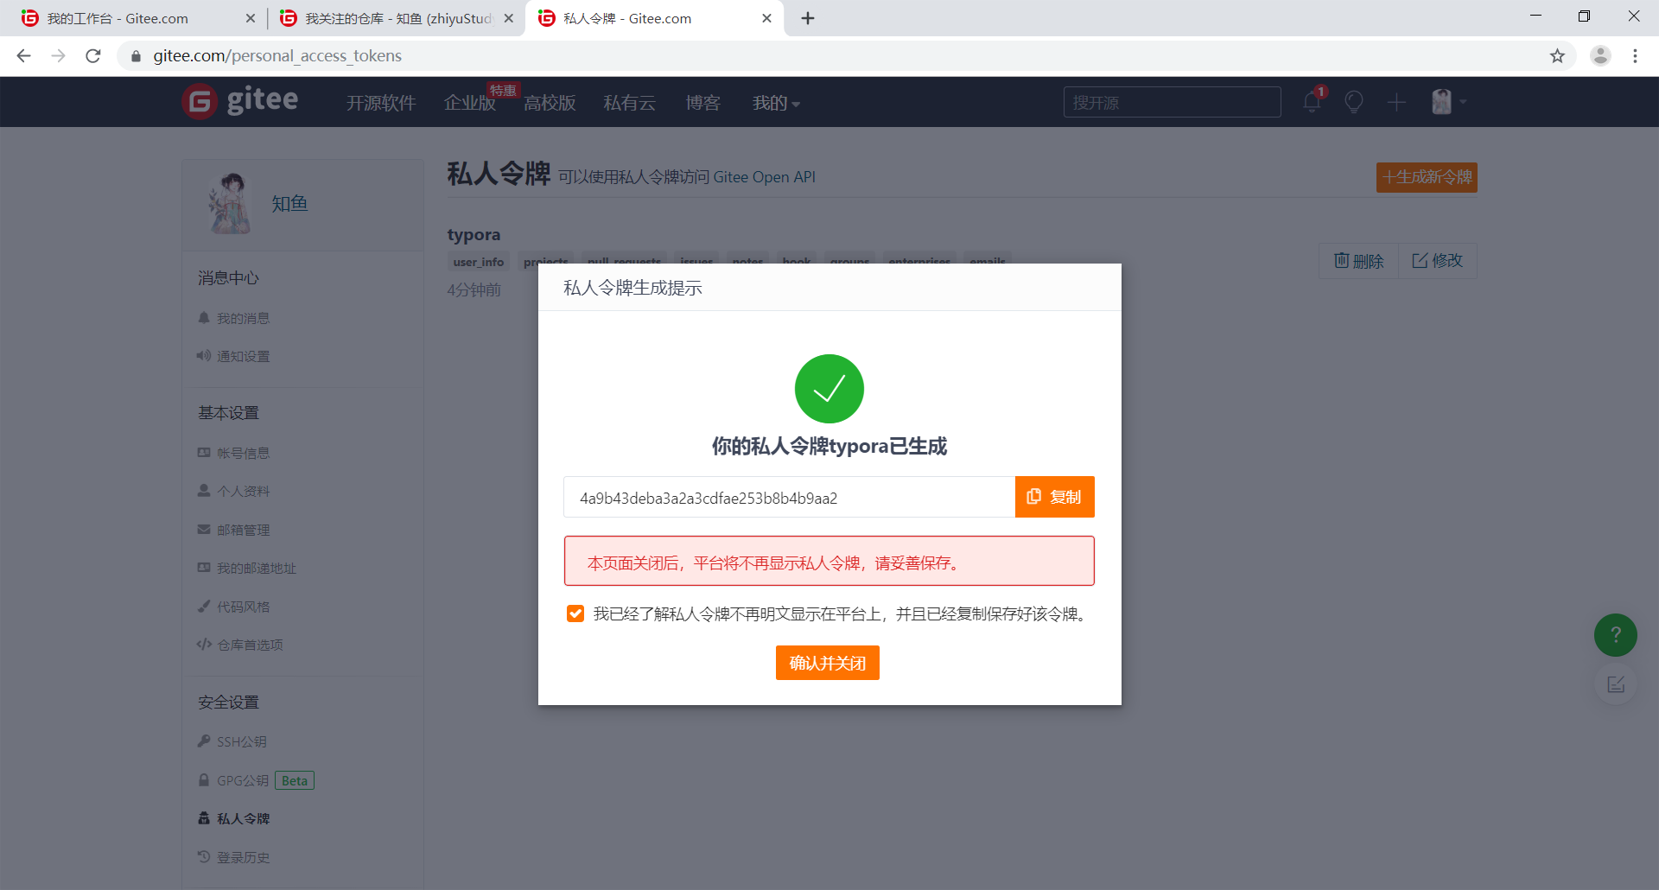 我的工作台 - Gitee.com
我关注的仓库 - 知鱼 (zhiyuStud
私人令牌 - Gitee.com
gitee.com/personal_access_tokens
gitee
开源软件
企业版
特惠
高校版
私有云
博客
我的
搜开源
1
知鱼
私人令牌 可以使用私人令牌访问 Gitee Open API
生成新令牌
typora
user_info projects pull_requests issues notes hook groups enterprises emails
4分钟前
删除
修改
消息中心
我的消息
通知设置
基本设置
帐号信息
个人资料
邮箱管理
我的邮递地址
代码风格
仓库首选项
安全设置
SSH公钥
GPG公钥 Beta
私人令牌
登录历史
私人令牌生成提示
你的私人令牌typora已生成
4a9b43deba3a2a3cdfae253b8b4b9aa2
复制
本页面关闭后，平台将不再显示私人令牌，请妥善保存。
我已经了解私人令牌不再明文显示在平台上，并且已经复制保存好该令牌。
确认并关闭
?